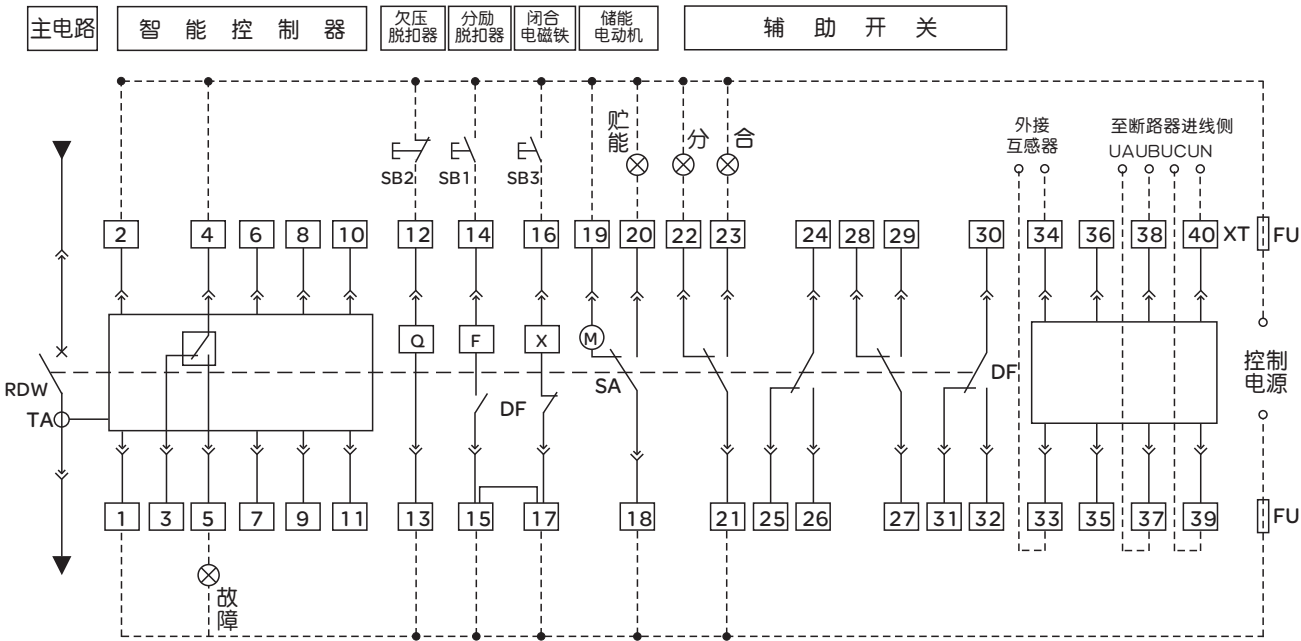 主电路 智能控制器 欠压 分励 闭合 储能 辅助开关
脱扣器 脱扣器 电磁铁 电动机
贮能 分 合
外接 至断路器进线侧
互感器 UAUBUCUN
SB2 SB1 SB3
2 4 6 8 10 12 14 16 19 20 22 23 24 28 29 30 34 36 38 40 XT FU
Q F X M
控制
电源
RDW SA DF
DF
TA
1 3 5 7 9 11 13 15 17 18 21 25 26 27 31 32 33 35 37 39 FU
故障